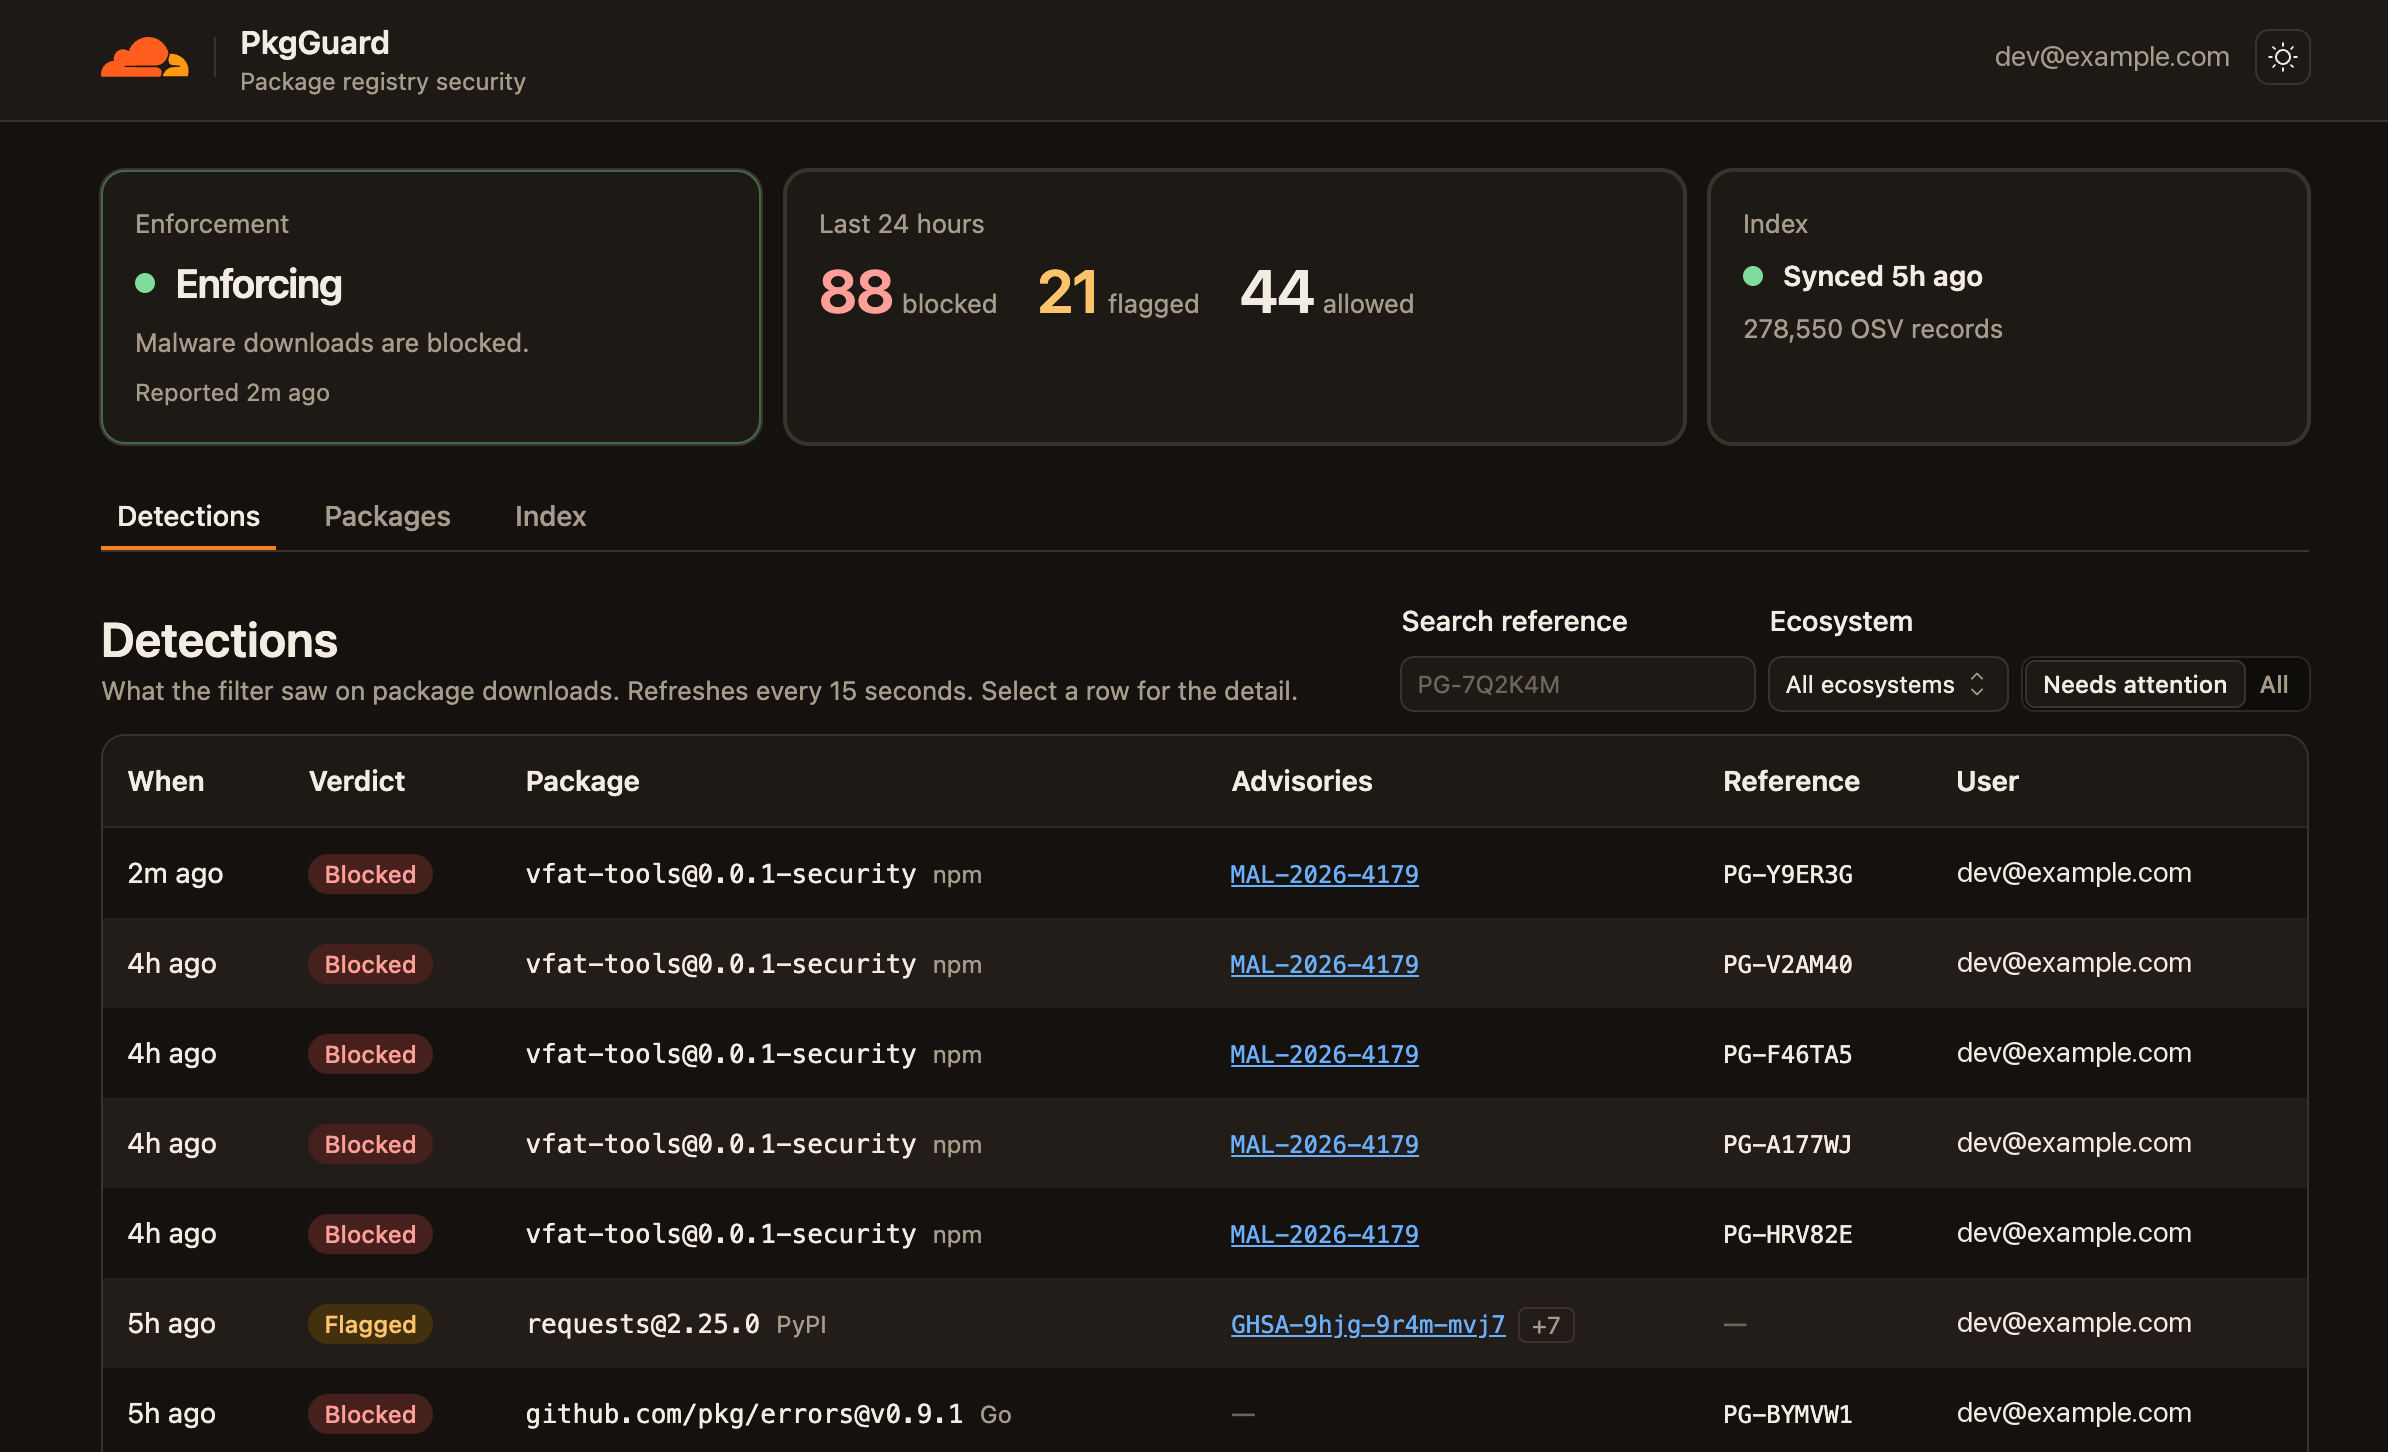 PkgGuard
Package registry security
dev@example.com
Enforcement
Enforcing
Malware downloads are blocked.
Reported 2m ago
Last 24 hours
88 blocked 21 flagged 44 allowed
Index
Synced 5h ago
278,550 OSV records
Detections Packages Index
Detections
What the filter saw on package downloads. Refreshes every 15 seconds. Select a row for the detail.
Search reference
PG-7Q2K4M
Ecosystem
All ecosystems
Needs attention All
When Verdict Package Advisories Reference User
2m ago Blocked vfat-tools@0.0.1-security npm MAL-2026-4179 PG-Y9ER3G dev@example.com
4h ago Blocked vfat-tools@0.0.1-security npm MAL-2026-4179 PG-V2AM40 dev@example.com
4h ago Blocked vfat-tools@0.0.1-security npm MAL-2026-4179 PG-F46TA5 dev@example.com
4h ago Blocked vfat-tools@0.0.1-security npm MAL-2026-4179 PG-A177WJ dev@example.com
4h ago Blocked vfat-tools@0.0.1-security npm MAL-2026-4179 PG-HRV82E dev@example.com
5h ago Flagged requests@2.25.0 PyPI GHSA-9hjg-9r4m-mvj7 +7 — dev@example.com
5h ago Blocked github.com/pkg/errors@v0.9.1 Go — PG-BYMVW1 dev@example.com